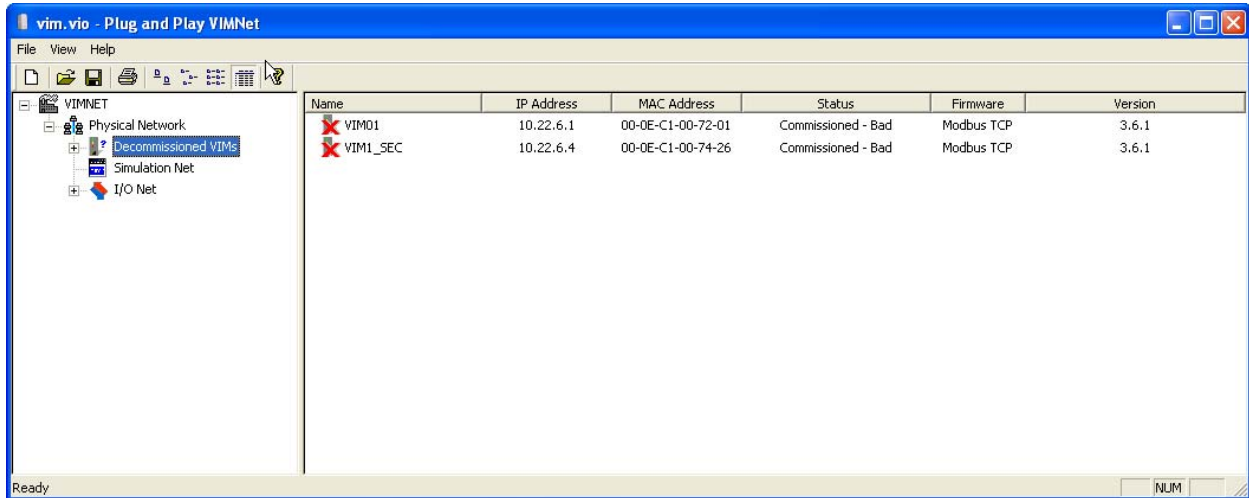 vim.vio - Plug and Play VIMNet
File View Help
VIMNET
Physical Network
Decommissioned VIMs
Simulation Net
I/O Net
Name IP Address MAC Address Status Firmware Version
VIM01 10.22.6.1 00-0E-C1-00-72-01 Commissioned - Bad Modbus TCP 3.6.1
VIM1_SEC 10.22.6.4 00-0E-C1-00-74-26 Commissioned - Bad Modbus TCP 3.6.1
Ready NUM